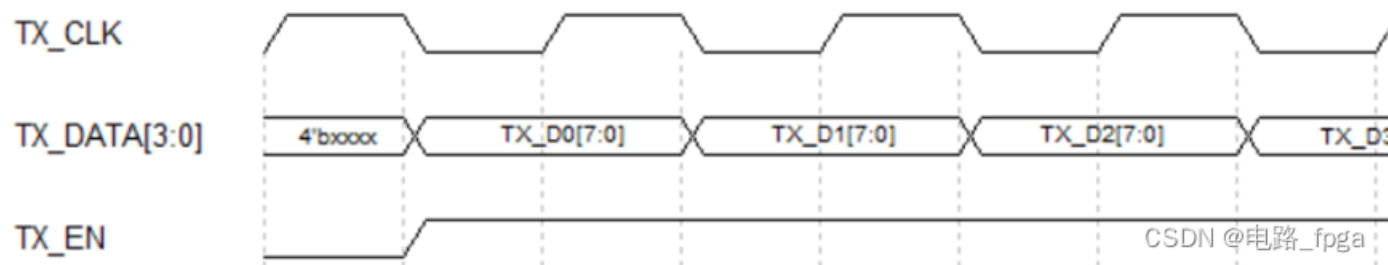 TX_CLK
TX_DATA[3:0] 4'bxxxx TX_D0[7:0] TX_D1[7:0] TX_D2[7:0] TX_D3
TX_EN
CSDN @电路_fpga